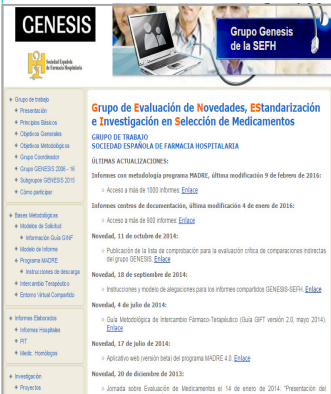 GENESIS
Sociedad Española
de Farmacia Hospitalaria
Grupo Genesis
de la SEFH
Grupo de trabajo
Presentación
Principios Básicos
Objetivos Generales
Objetivos Metodológicos
Grupo Coordinador
Grupo GENESIS 2006 - 16
Subgrupos GENESIS 2015
Cómo participar
Bases Metodológicas
Modelos de Solicitud
Información Guía GINF
Modelo de Informe
Programa MADRE
Instrucciones de descarga
Intercambio Terapéutico
Entorno Virtual Compartido
Informes Elaborados
Informes Hospitales
PIT
Medic. Homólogos
Investigación
Proyectos
Grupo de Evaluación de Novedades, EStandarización
e Investigación en Selección de Medicamentos
GRUPO DE TRABAJO
SOCIEDAD ESPAÑOLA DE FARMACIA HOSPITALARIA
ÚLTIMAS ACTUALIZACIONES:
Informes con metodología programa MADRE, última modificación 9 de febrero de 2016:
Acceso a más de 1000 informes: Enlace
Informes centros de documentación, última modificación 4 de enero de 2016:
Acceso a más de 900 informes: Enlace
Novedad, 11 de octubre de 2014:
Publicación de la lista de comprobación para la evaluación crítica de comparaciones indirectas
del grupo GENESIS. Enlace
Novedad, 18 de septiembre de 2014:
Instrucciones y modelo de alegaciones para los informes compartidos GENESIS-SEFH. Enlace
Novedad, 4 de julio de 2014:
Guía Metodológica de Intercambio Fármaco-Terapéutico (Guía GIFT versión 2.0, mayo 2014).
Enlace
Novedad, 17 de julio de 2014:
Aplicativo web (versión beta) del programa MADRE 4.0. Enlace
Novedad, 20 de diciembre de 2013:
Jornada sobre Evaluación de Medicamentos el 14 de enero de 2014: "Presentación del